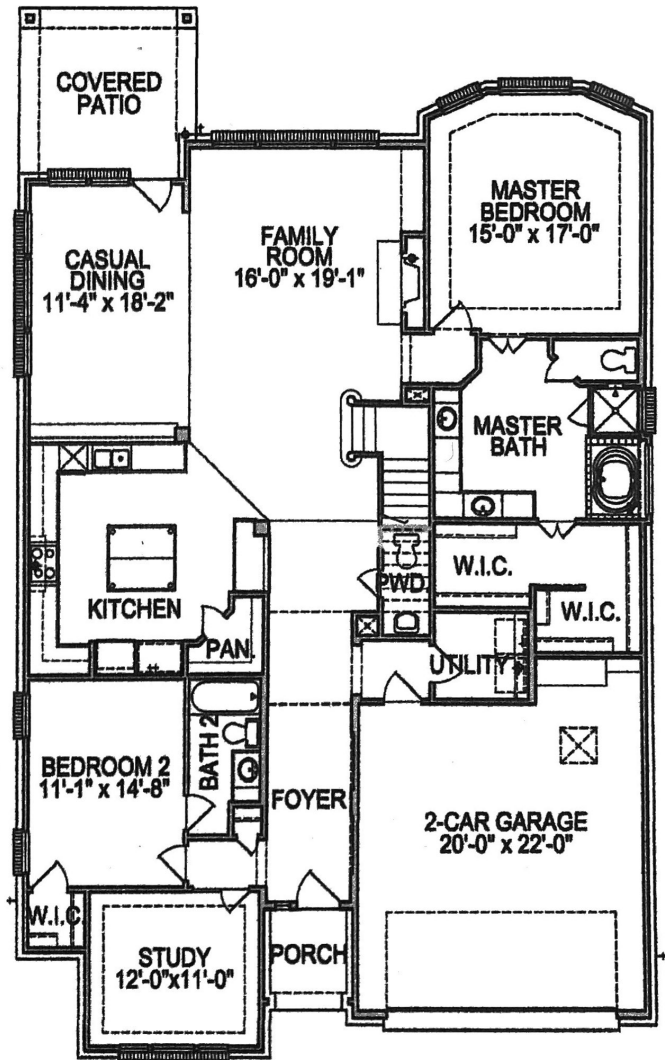 COVERED
PATIO
MASTER
BEDROOM
15'-0" x 17'-0"
FAMILY
ROOM
16'-0" x 19'-1"
CASUAL
DINING
11'-4" x 18'-2"
MASTER
BATH
KITCHEN
PAN.
PWD.
W.I.C.
W.I.C.
UTILITY
BEDROOM 2
11'-1" x 14'-8"
BATH 2
FOYER
2-CAR GARAGE
20'-0" x 22'-0"
W.I.C.
STUDY
12'-0"x11'-0"
PORCH